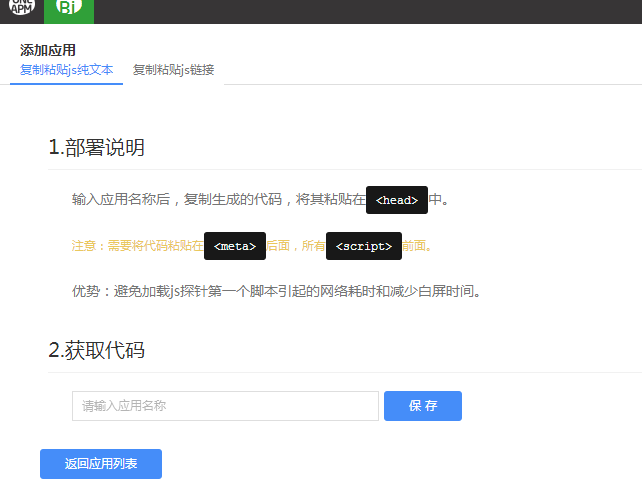 ONE
APM
Bi
添加应用
复制粘贴js纯文本 复制粘贴js链接
1.部署说明
输入应用名称后，复制生成的代码，将其粘贴在<head>中。
注意：需要将代码粘贴在<meta>后面，所有<script>前面。
优势：避免加载js探针第一个脚本引起的网络耗时和减少白屏时间。
2.获取代码
请输入应用名称 保 存
返回应用列表